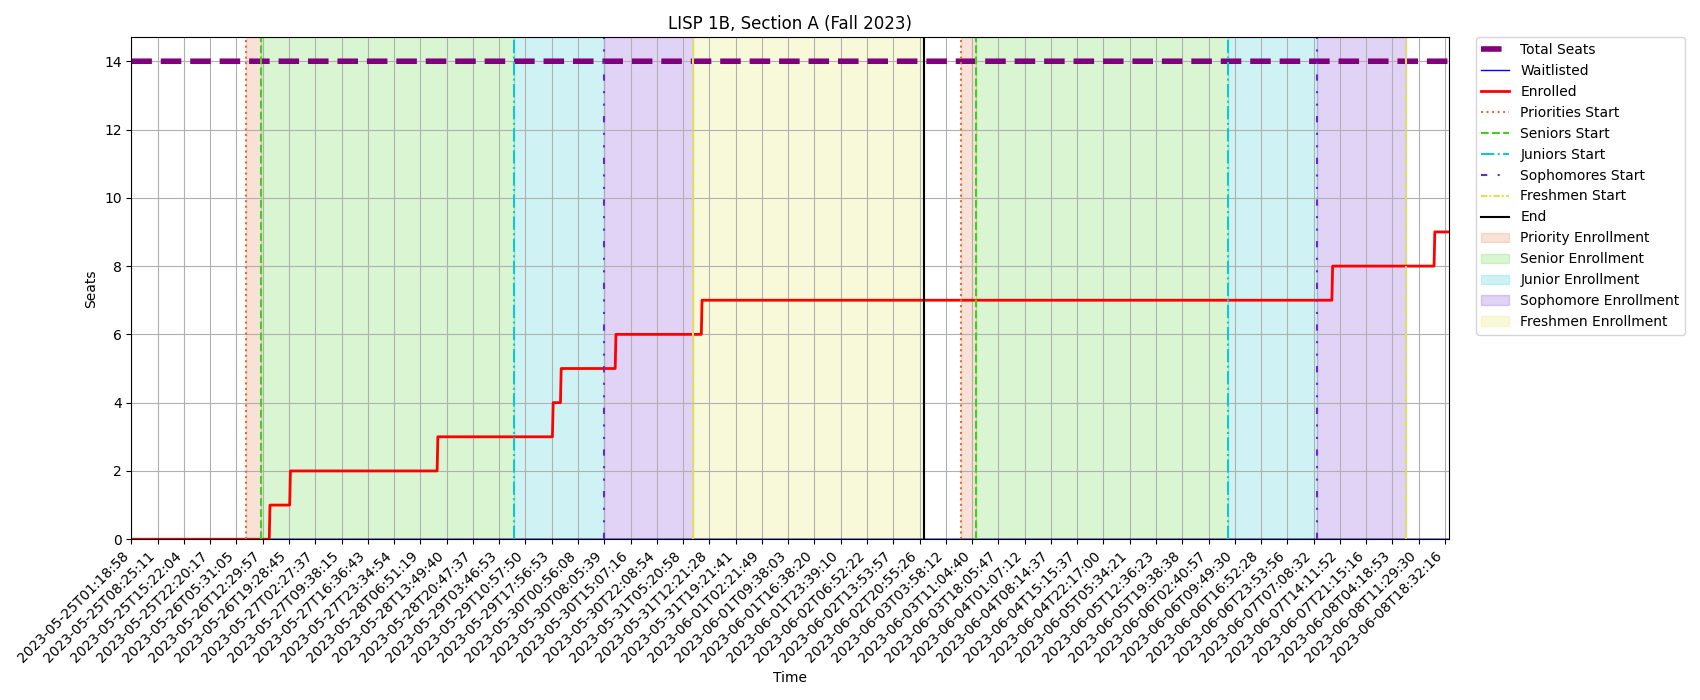 LISP 1B, Section A (Fall 2023)
Seats
14
12
10
8
6
4
2
0
2023-05-25T01:18:58
2023-05-25T08:25:11
2023-05-25T15:22:04
2023-05-25T22:20:17
2023-05-26T05:31:05
2023-05-26T12:29:57
2023-05-26T19:28:45
2023-05-27T02:27:37
2023-05-27T09:38:15
2023-05-27T16:36:43
2023-05-27T23:34:54
2023-05-28T06:51:19
2023-05-28T13:49:40
2023-05-28T20:47:37
2023-05-29T03:46:53
2023-05-29T10:57:50
2023-05-29T17:56:53
2023-05-30T00:56:08
2023-05-30T08:05:39
2023-05-30T15:07:16
2023-05-30T22:08:54
2023-05-31T05:20:58
2023-05-31T12:21:28
2023-05-31T19:21:41
2023-06-01T02:21:49
2023-06-01T09:38:03
2023-06-01T16:38:20
2023-06-01T23:39:10
2023-06-02T06:52:22
2023-06-02T13:53:57
2023-06-02T20:55:26
2023-06-03T03:58:12
2023-06-03T11:04:40
2023-06-03T18:05:47
2023-06-04T01:07:12
2023-06-04T08:14:37
2023-06-04T15:15:37
2023-06-04T22:17:00
2023-06-05T05:34:21
2023-06-05T12:36:23
2023-06-05T19:38:38
2023-06-06T02:40:57
2023-06-06T09:49:30
2023-06-06T16:52:28
2023-06-06T23:53:56
2023-06-07T07:08:32
2023-06-07T14:11:52
2023-06-07T21:15:16
2023-06-08T04:18:53
2023-06-08T11:29:30
2023-06-08T18:32:16
Time
Total Seats
Waitlisted
Enrolled
Priorities Start
Seniors Start
Juniors Start
Sophomores Start
Freshmen Start
End
Priority Enrollment
Senior Enrollment
Junior Enrollment
Sophomore Enrollment
Freshmen Enrollment